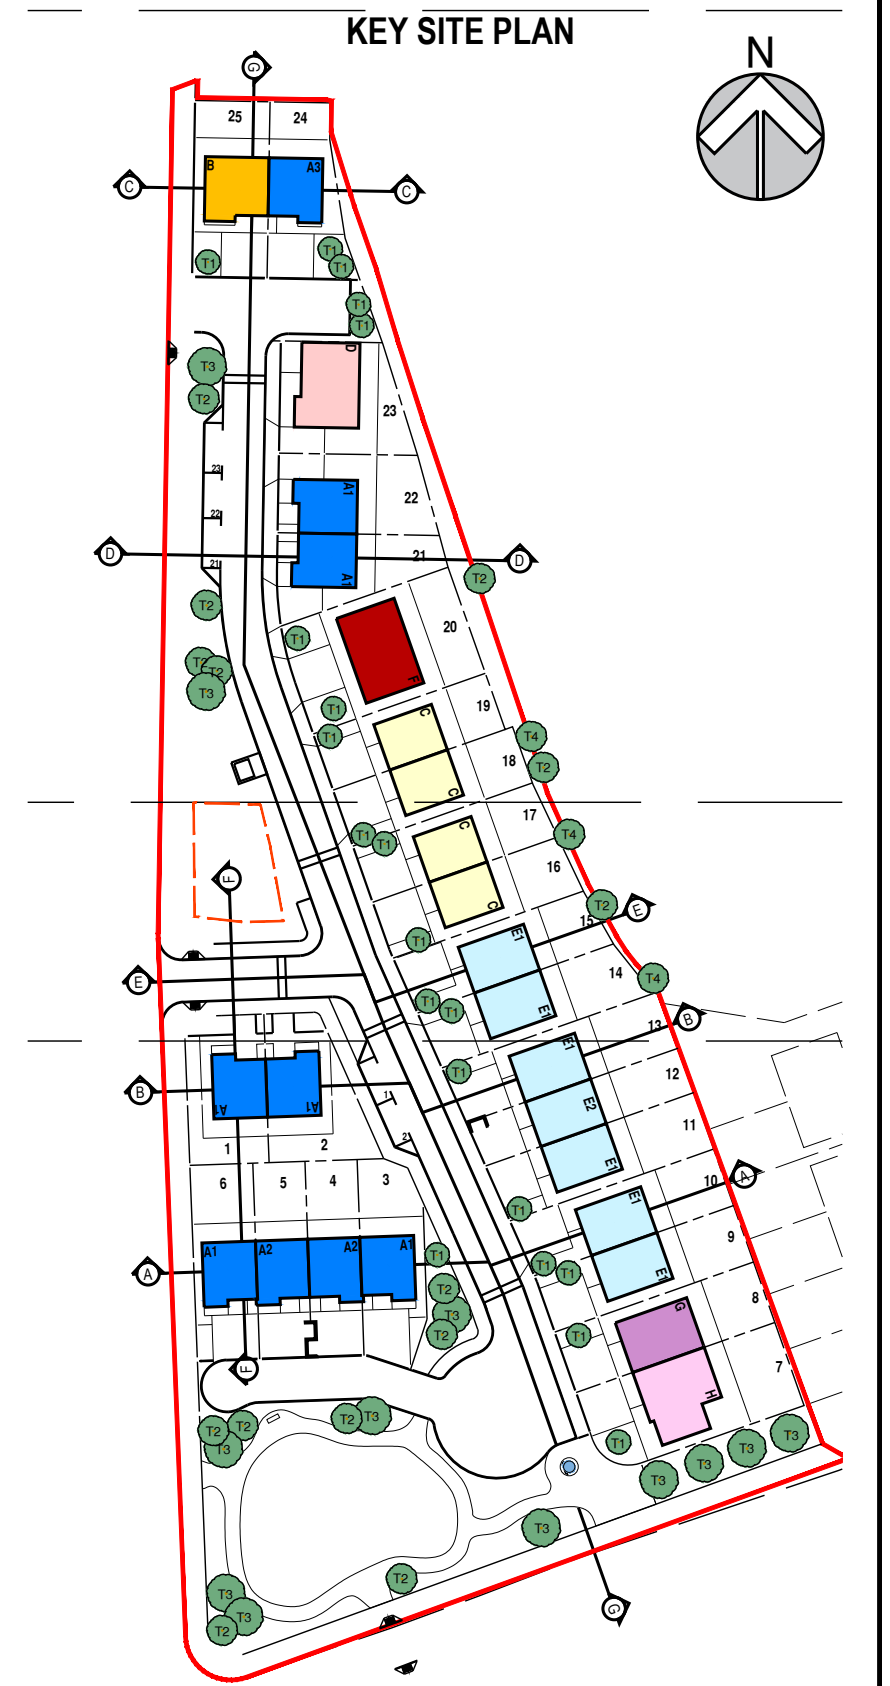 KEY SITE PLAN
N
G
25 24
B A3
C C
T1 T1
T1
T1
T1
D
T3
T2
23
23
A1
22
22
D 21 21 D
A1
T2
T2
20
T1
T2
T2
T3
F
T1
19
C
T1
T4
18
T2
C
17
C
T1
T1
T4
16
F
C
T2
E
15
E1
T1
14
E
T4
T1
T1
E1
13
B
E1
T1
12
B
1
E2
A1 A1
11
2
1 2
E1
6 5 4 3
10
A
E1
T1
9
A1 A2 A2 A1
T1
A
T1
T1
E1
T2
8
T3
G
T2
T1
F
7
H
T2 T3
T2
T2
T3
T1
T3
T3
T3
T3
T3
T2
T3
T3
T2
G